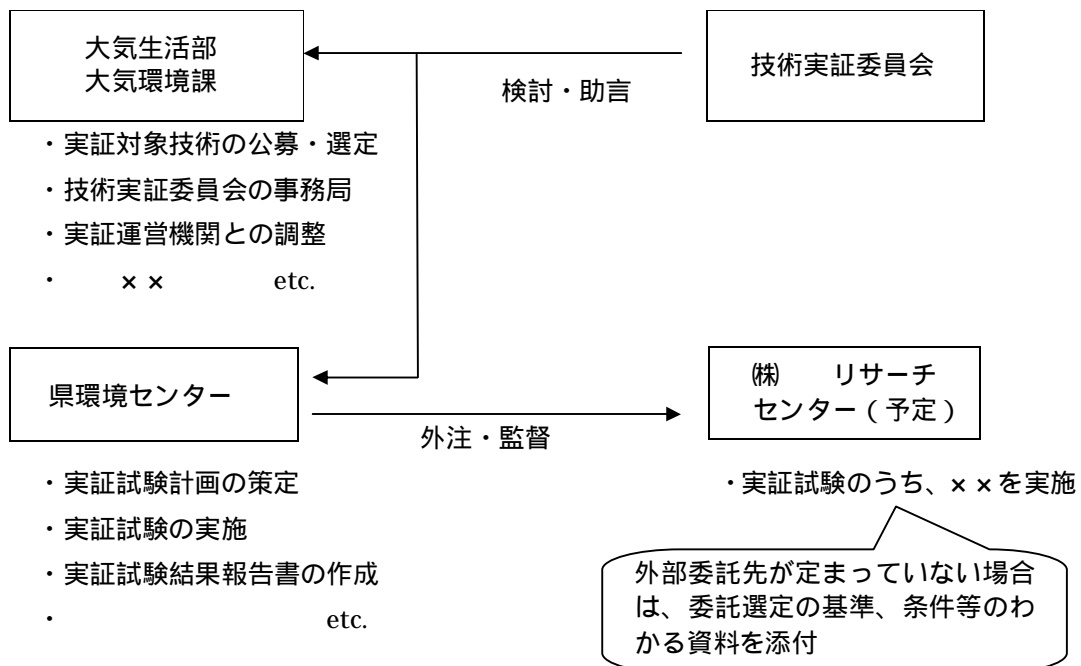 大気生活部
大気環境課
技術実証委員会
検討・助言
・実証対象技術の公募・選定
・技術実証委員会の事務局
・実証運営機関との調整
・ ×× etc.
県環境センター
㈱ リサーチ
センター(予定)
外注・監督
・実証試験計画の策定
・実証試験の実施
・実証試験結果報告書の作成
・ etc.
・実証試験のうち、××を実施
外部委託先が定まっていない場合
は、委託選定の基準、条件等のわ
かる資料を添付